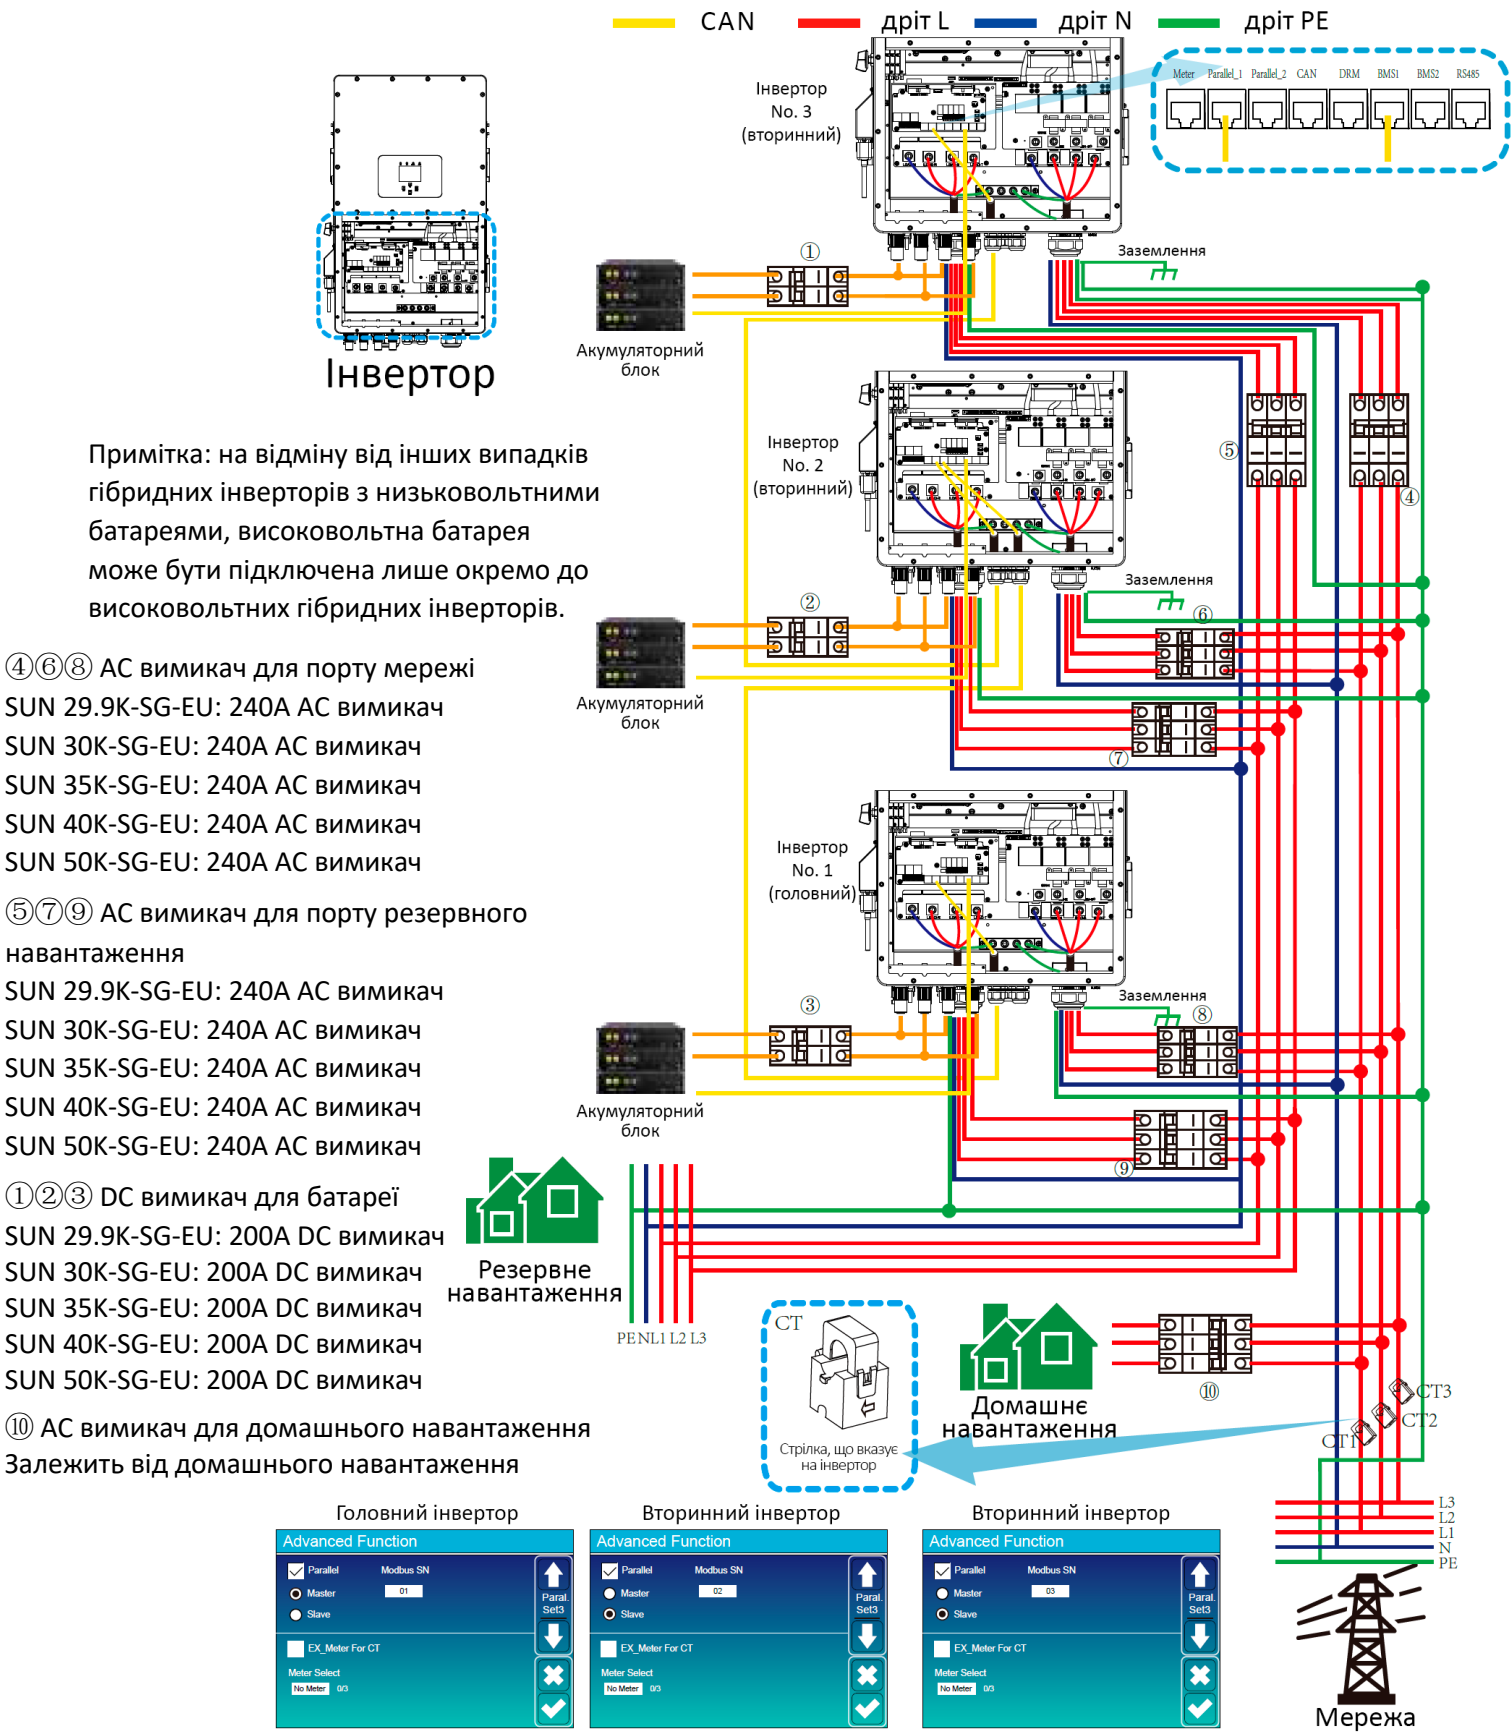 CAN
дріт L
дріт N
дріт PE
Meter Parallel_1 Parallel_2 CAN DRM BMS1 BMS2 RS485
Інвертор
No. 3
(вторинний)
Заземлення
①
Акумуляторний
блок
Інвертор
Примітка: на відміну від інших випадків
гібридних інверторів з низьковольтними
батареями, високовольтна батарея
може бути підключена лише окремо до
високовольтних гібридних інверторів.
Інвертор
No. 2
(вторинний)
⑤
④
Заземлення
②
⑥
Акумуляторний
блок
⑦
④⑥⑧ AC вимикач для порту мережі
SUN 29.9K-SG-EU: 240A AC вимикач
SUN 30K-SG-EU: 240A AC вимикач
SUN 35K-SG-EU: 240A AC вимикач
SUN 40K-SG-EU: 240A AC вимикач
SUN 50K-SG-EU: 240A AC вимикач
⑤⑦⑨ AC вимикач для порту резервного
навантаження
SUN 29.9K-SG-EU: 240A AC вимикач
SUN 30K-SG-EU: 240A AC вимикач
SUN 35K-SG-EU: 240A AC вимикач
SUN 40K-SG-EU: 240A AC вимикач
SUN 50K-SG-EU: 240A AC вимикач
①②③ DC вимикач для батареї
SUN 29.9K-SG-EU: 200A DC вимикач
SUN 30K-SG-EU: 200A DC вимикач
SUN 35K-SG-EU: 200A DC вимикач
SUN 40K-SG-EU: 200A DC вимикач
SUN 50K-SG-EU: 200A DC вимикач
⑩ AC вимикач для домашнього навантаження
Залежить від домашнього навантаження
Інвертор
No. 1
(головний)
Заземлення
③
⑧
Акумуляторний
блок
⑨
Резервне
навантаження
PE N L1 L2 L3
CT
Стрілка, що вказує
на інвертор
Домашнє
навантаження
⑩
CT3
CT2
CT1
L3
L2
L1
N
PE
Мережа
Головний інвертор
Advanced Function
Parallel Modbus SN
Master 01
Slave
Paral.
Set3
EX_Meter For CT
Meter Select
No Meter 0/3
Вторинний інвертор
Advanced Function
Parallel Modbus SN
Master 02
Slave
Paral.
Set3
EX_Meter For CT
Meter Select
No Meter 0/3
Вторинний інвертор
Advanced Function
Parallel Modbus SN
Master 03
Slave
Paral.
Set3
EX_Meter For CT
Meter Select
No Meter 0/3